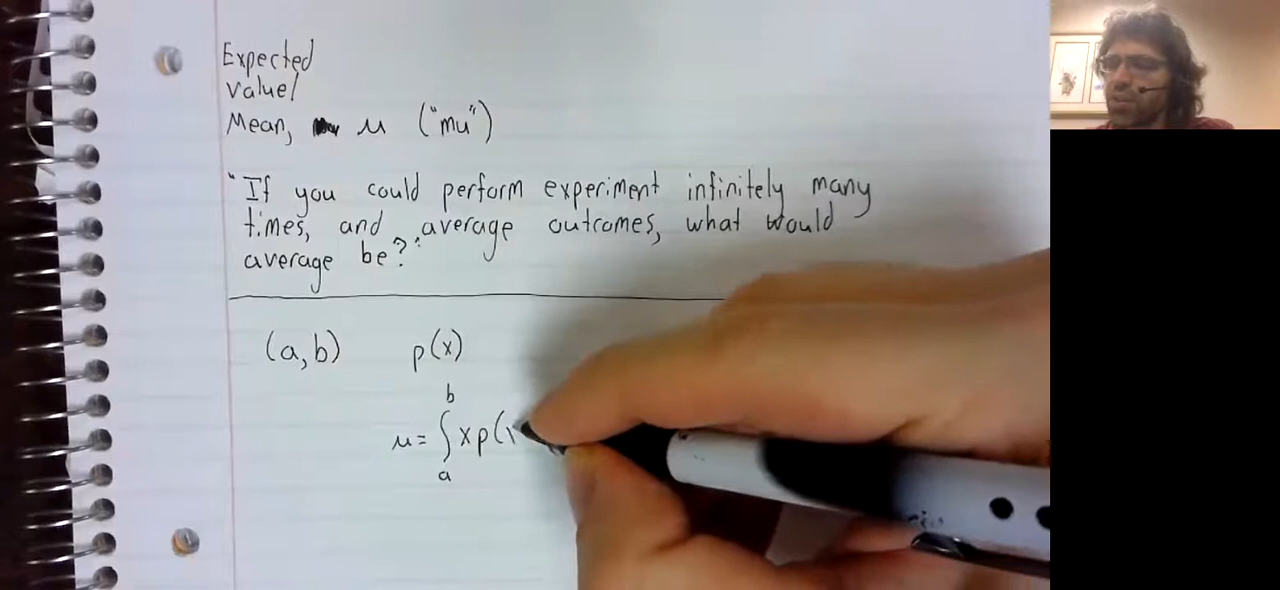 Expected
Value/
Mean, μ ("mu")
"If you could perform experiment infinitely many
times, and average outcomes, what would
average be?"
(a,b) p(x)
b
μ= ∫ x p(
a